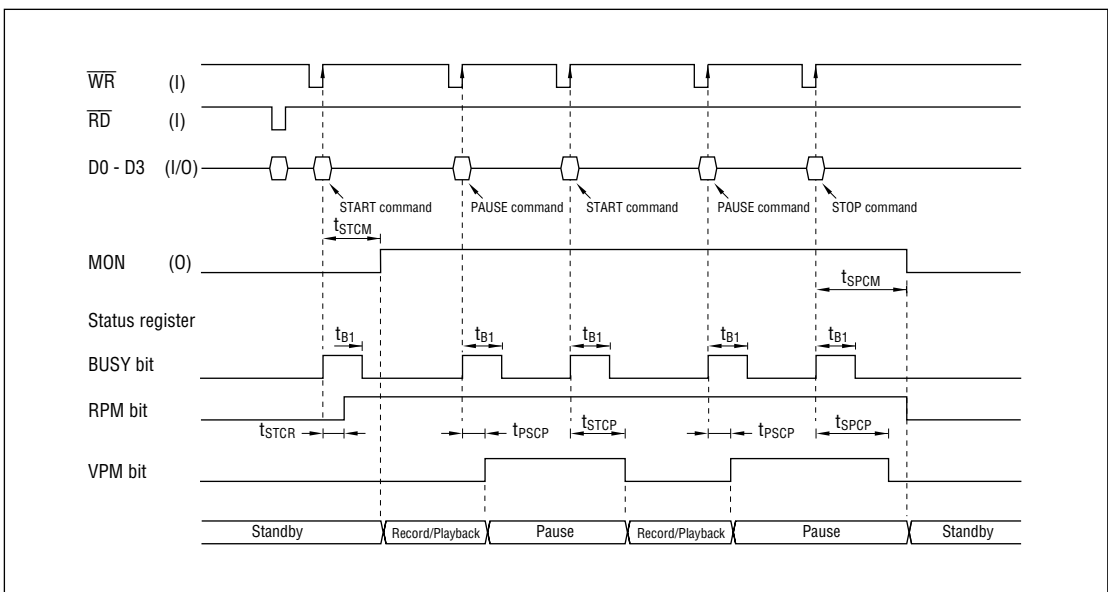 WR (I)
RD (I)
D0 - D3 (I/O)
START command
PAUSE command
START command
PAUSE command
STOP command
tSTCM
MON (O)
tSPCM
Status register
tB1 tB1 tB1 tB1 tB1
BUSY bit
RPM bit
tSTCR tPSCP tSTCP tPSCP tSPCP
VPM bit
Standby Record/Playback Pause Record/Playback Pause Standby